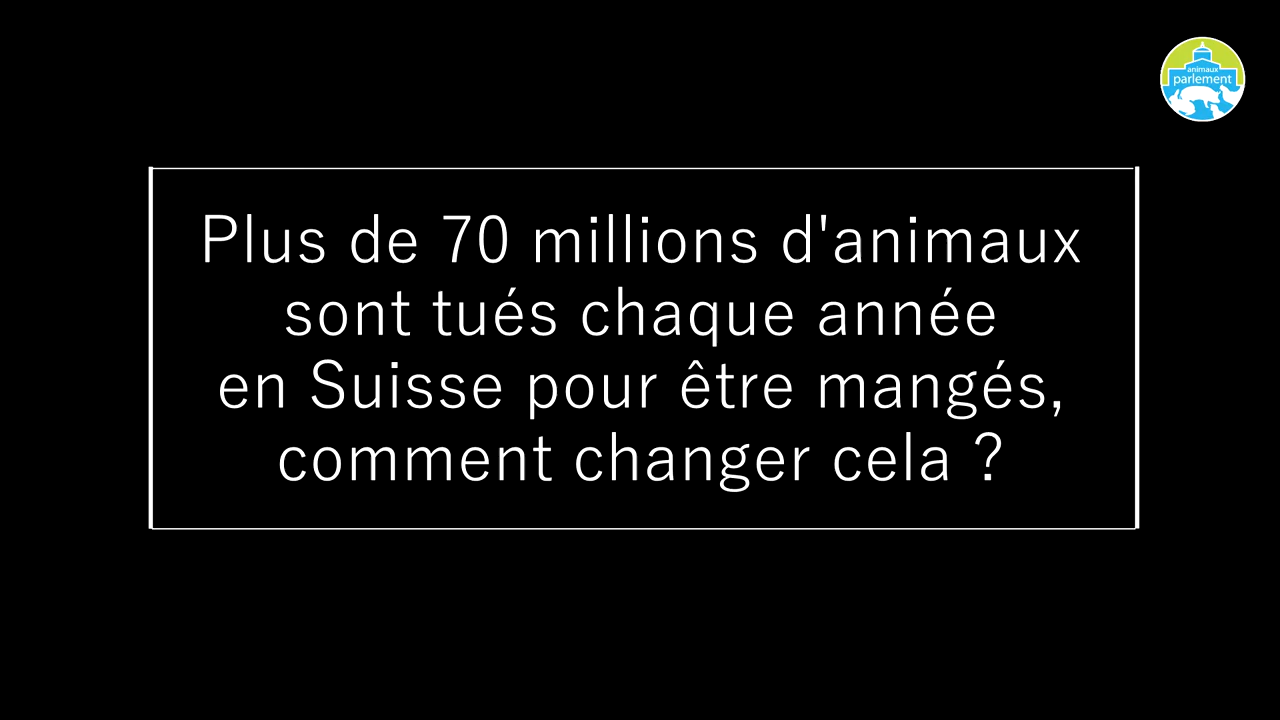 animaux
parlement
Plus de 70 millions d'animaux
sont tués chaque année
en Suisse pour être mangés,
comment changer cela ?